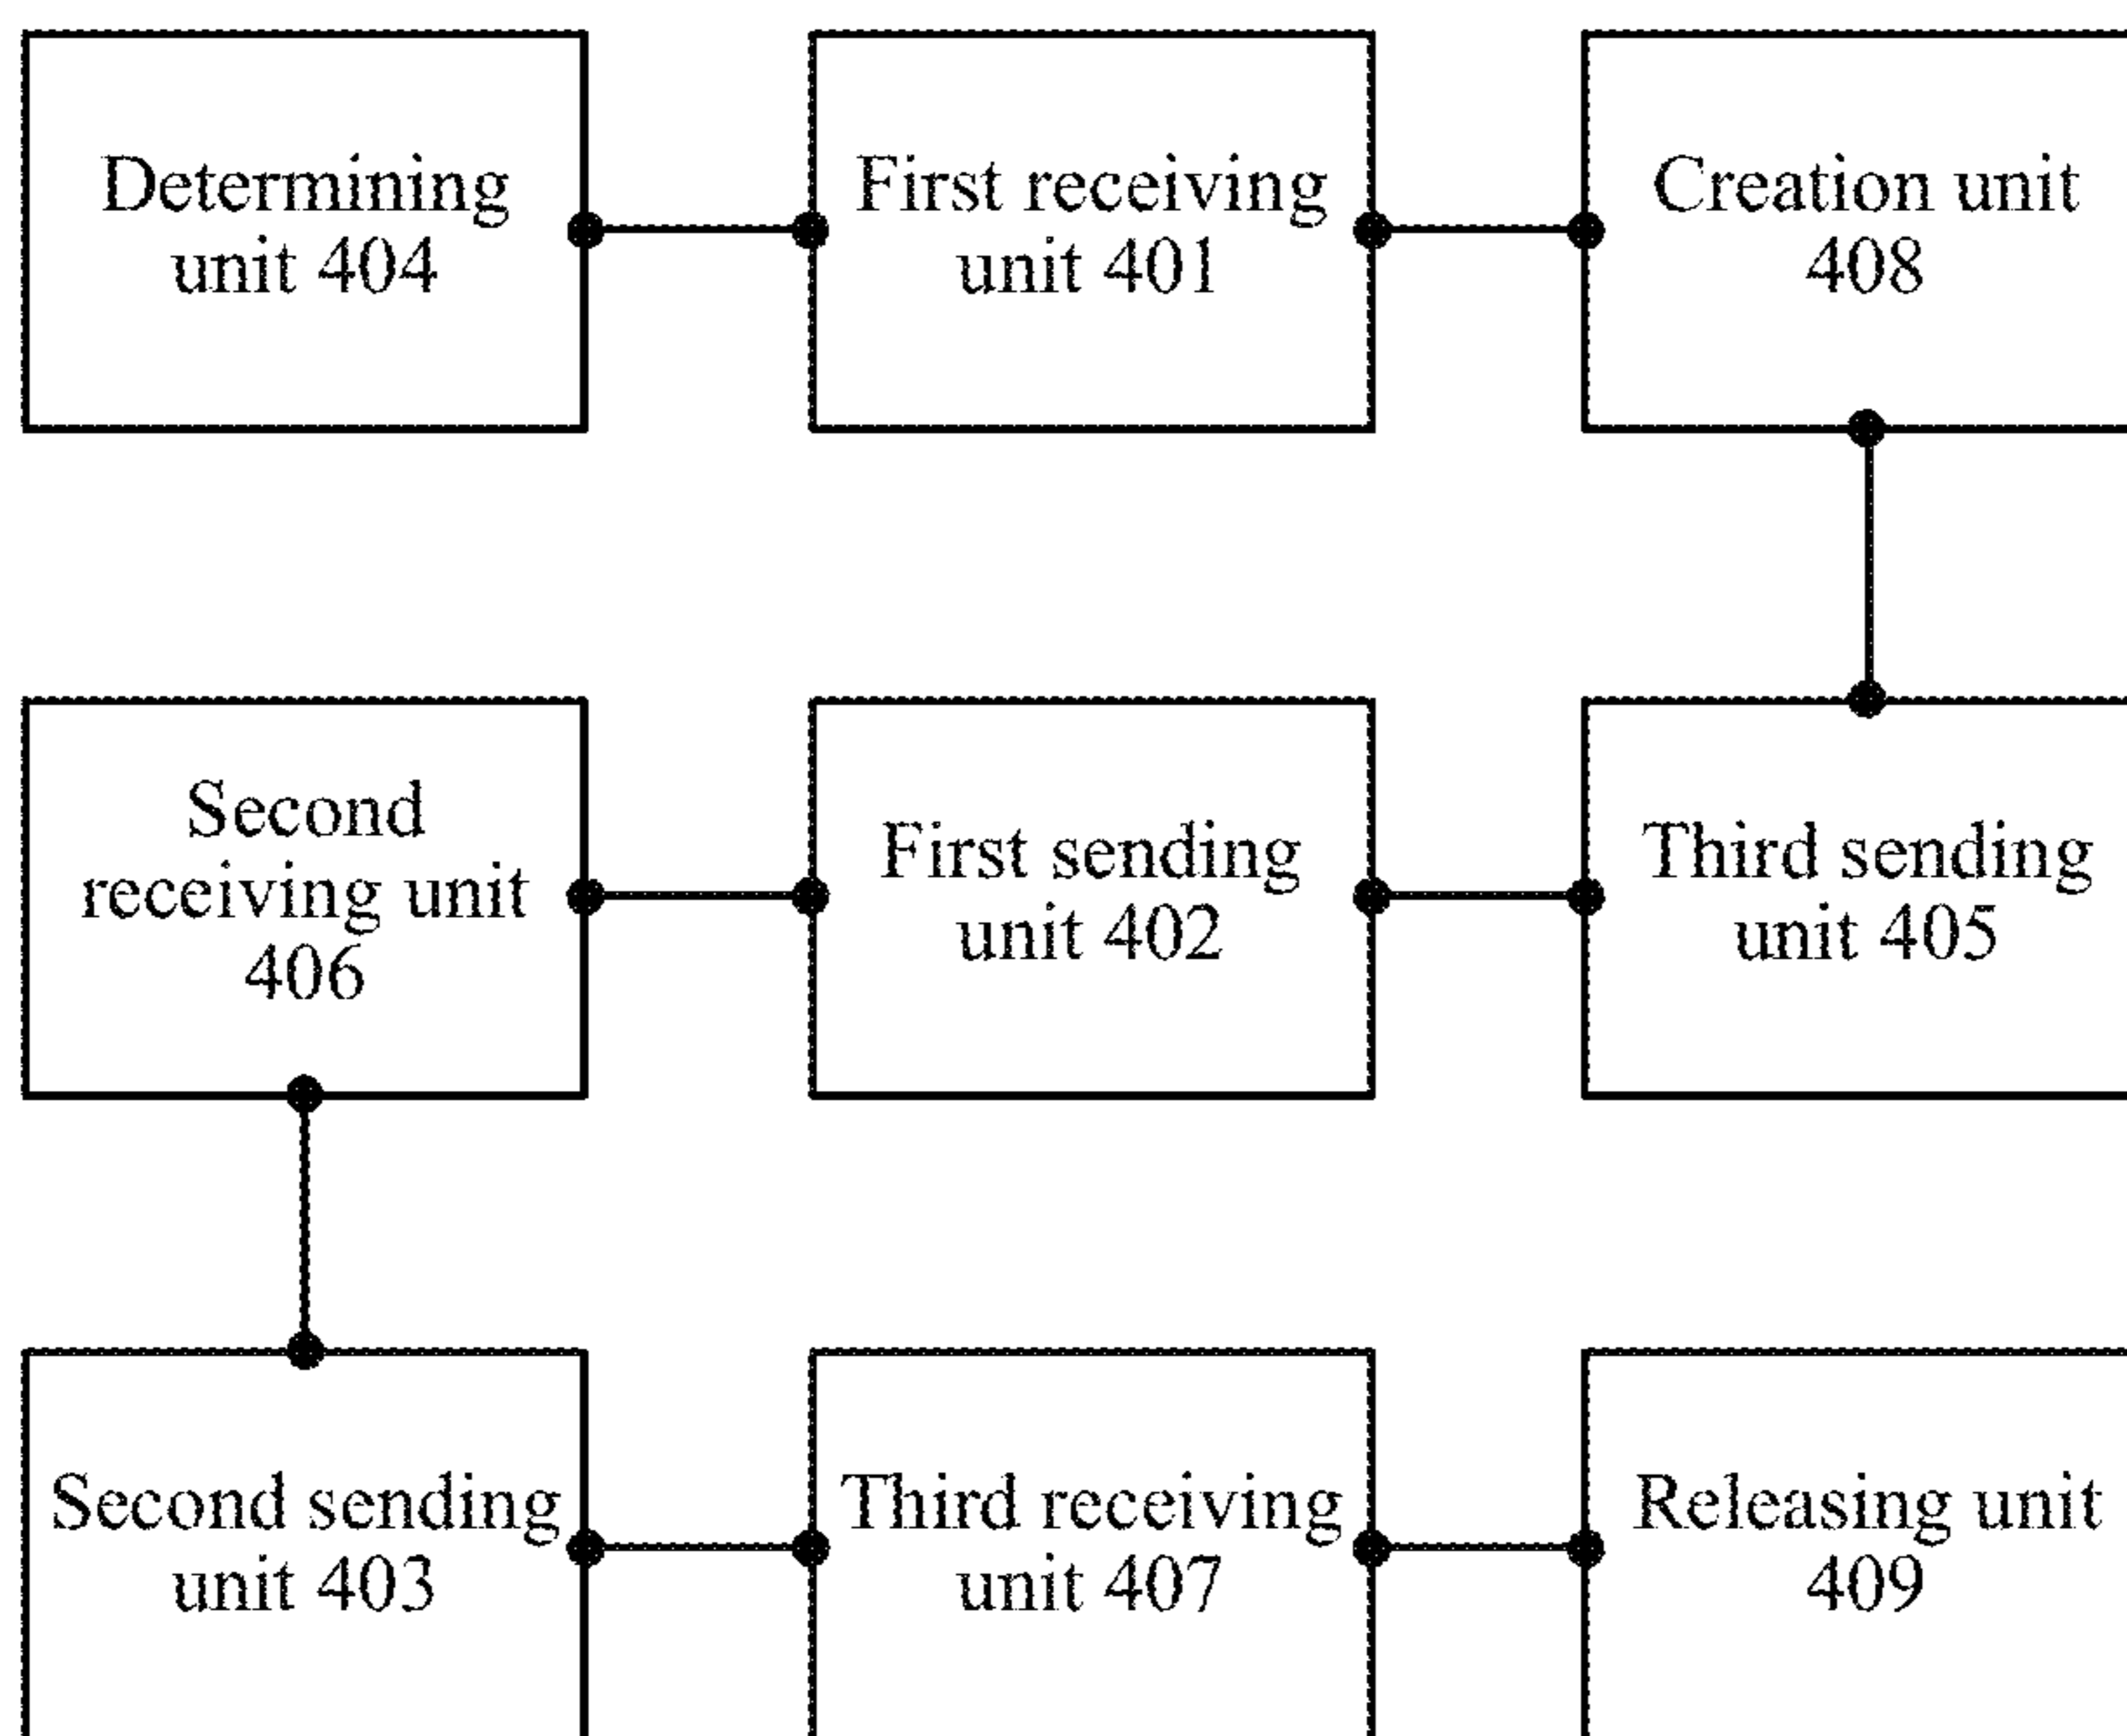 Determining
unit 404
First receiving
unit 401
Creation unit
408
Second
receiving unit
406
First sending
unit 402
Third sending
unit 405
Second sending
unit 403
Third receiving
unit 407
Releasing unit
409